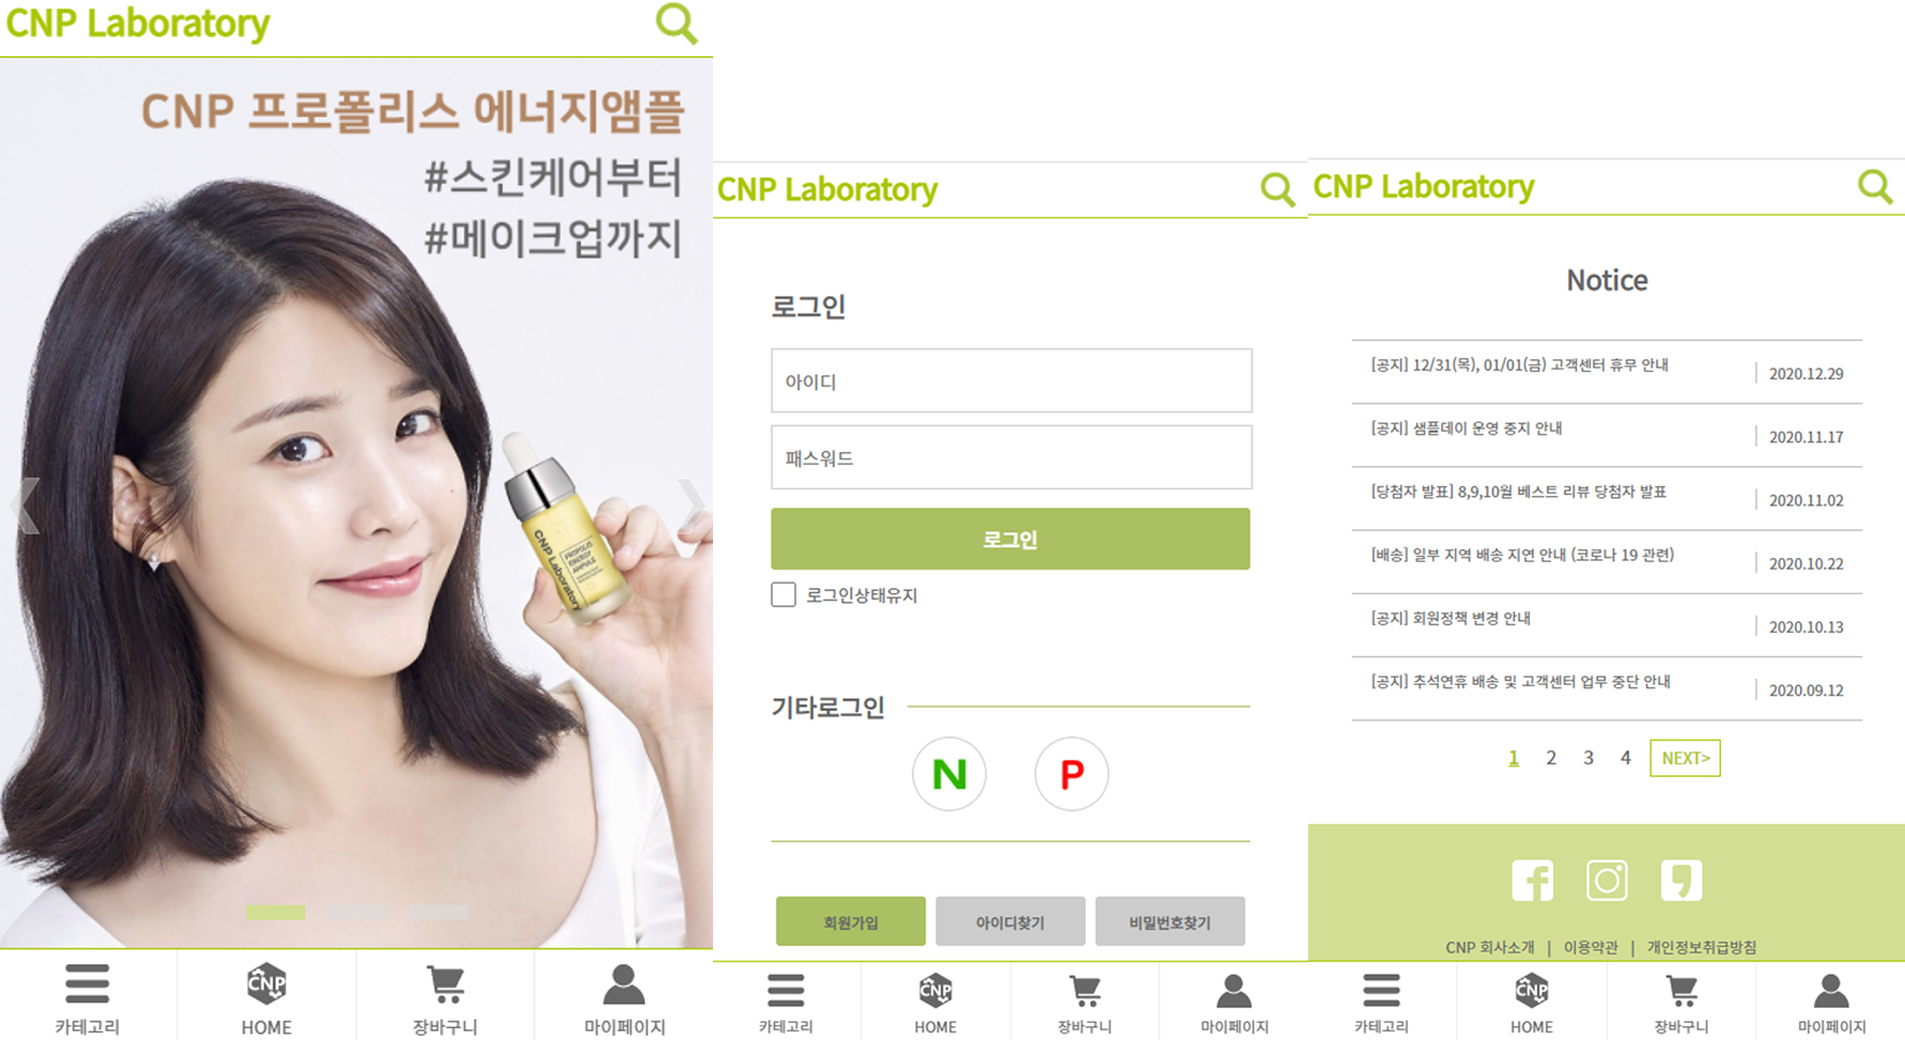 CNP Laboratory
CNP 프로폴리스 에너지앰플
#스킨케어부터
#메이크업까지
CNP Laboratory
PROPOLIS
ENERGY
AMPULE
카테고리
HOME
장바구니
마이페이지
CNP Laboratory
로그인
아이디
패스워드
로그인
로그인상태유지
기타로그인
N P
회원가입 아이디찾기 비밀번호찾기
카테고리
CNP
HOME
장바구니
마이페이지
CNP Laboratory
Notice
[공지] 12/31(목), 01/01(금) 고객센터 휴무 안내 2020.12.29
[공지] 샘플데이 운영 중지 안내 2020.11.17
[당첨자 발표] 8,9,10월 베스트 리뷰 당첨자 발표 2020.11.02
[배송] 일부 지역 배송 지연 안내 (코로나 19 관련) 2020.10.22
[공지] 회원정책 변경 안내 2020.10.13
[공지] 추석연휴 배송 및 고객센터 업무 중단 안내 2020.09.12
1 2 3 4 NEXT>
CNP 회사소개 | 이용약관 | 개인정보취급방침
카테고리
CNP
HOME
장바구니
마이페이지